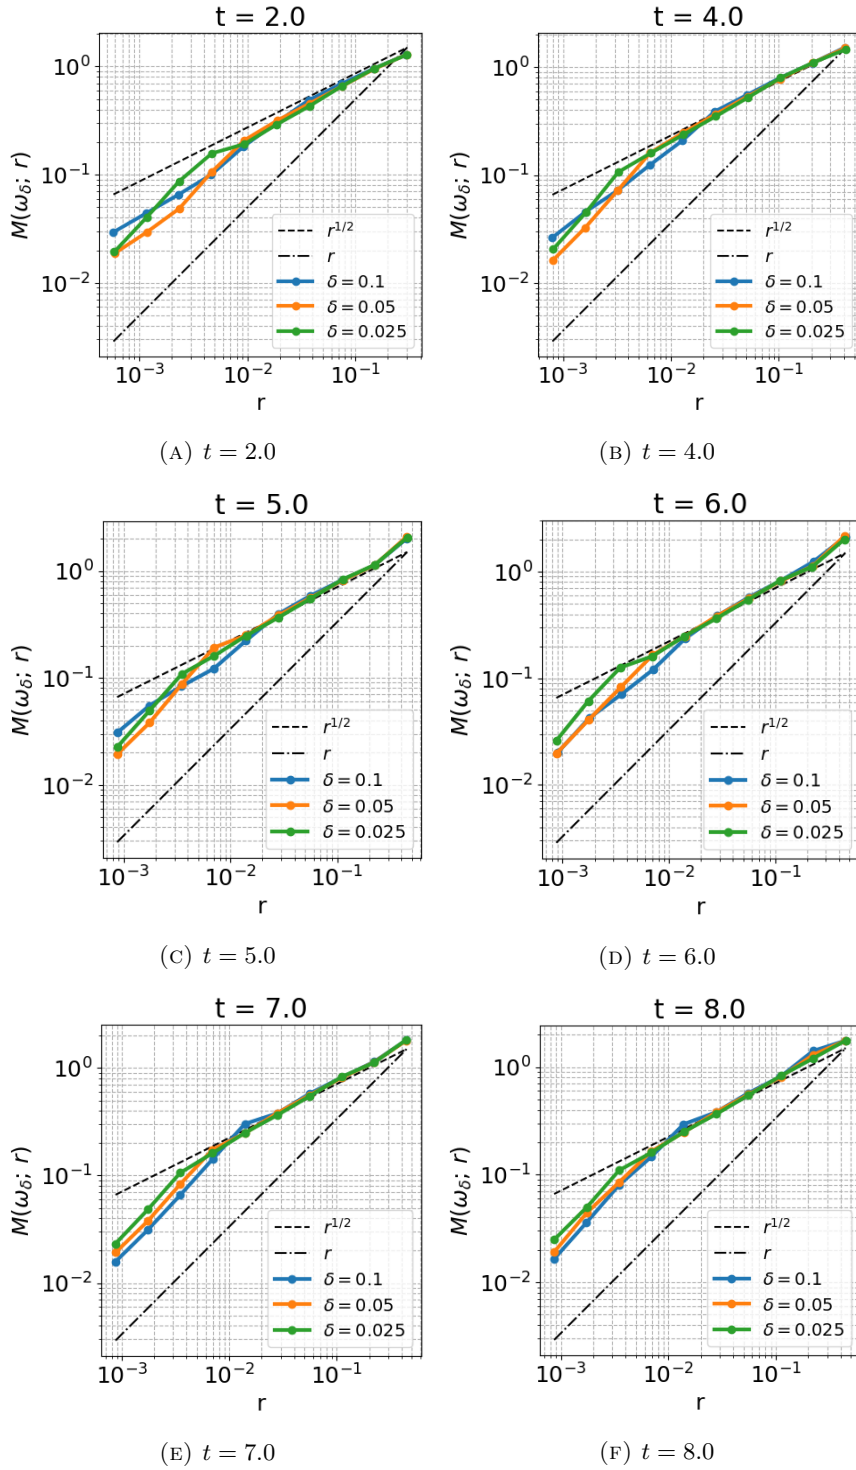 t = 2.0
M(ω_δ; r)
10^0
10^{-1}
10^{-2}
10^{-3} 10^{-2} 10^{-1}
r
r^{1/2}
r
δ = 0.1
δ = 0.05
δ = 0.025
(A) t = 2.0
t = 4.0
M(ω_δ; r)
10^0
10^{-1}
10^{-2}
10^{-3} 10^{-2} 10^{-1}
r
r^{1/2}
r
δ = 0.1
δ = 0.05
δ = 0.025
(B) t = 4.0
t = 5.0
M(ω_δ; r)
10^0
10^{-1}
10^{-2}
10^{-3} 10^{-2} 10^{-1}
r
r^{1/2}
r
δ = 0.1
δ = 0.05
δ = 0.025
(C) t = 5.0
t = 6.0
M(ω_δ; r)
10^0
10^{-1}
10^{-2}
10^{-3} 10^{-2} 10^{-1}
r
r^{1/2}
r
δ = 0.1
δ = 0.05
δ = 0.025
(D) t = 6.0
t = 7.0
M(ω_δ; r)
10^0
10^{-1}
10^{-2}
10^{-3} 10^{-2} 10^{-1}
r
r^{1/2}
r
δ = 0.1
δ = 0.05
δ = 0.025
(E) t = 7.0
t = 8.0
M(ω_δ; r)
10^0
10^{-1}
10^{-2}
10^{-3} 10^{-2} 10^{-1}
r
r^{1/2}
r
δ = 0.1
δ = 0.05
δ = 0.025
(F) t = 8.0